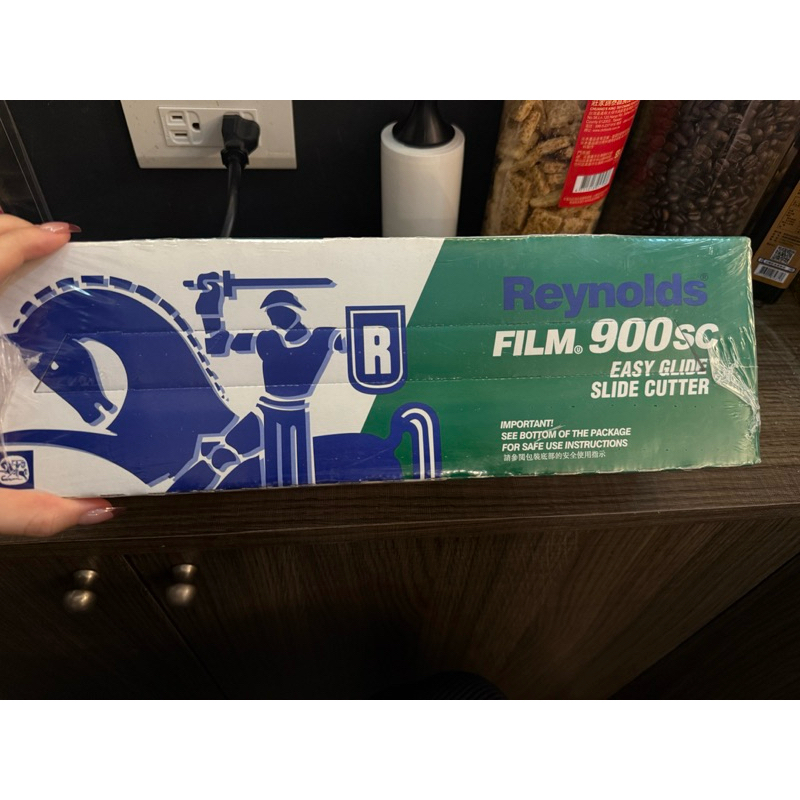 Reynolds®
FILM® 900SC
EASY GLIDE
SLIDE CUTTER
R
IMPORTANT!
SEE BOTTOM OF THE PACKAGE
FOR SAFE USE INSTRUCTIONS
請參閱包裝底部的安全使用指示